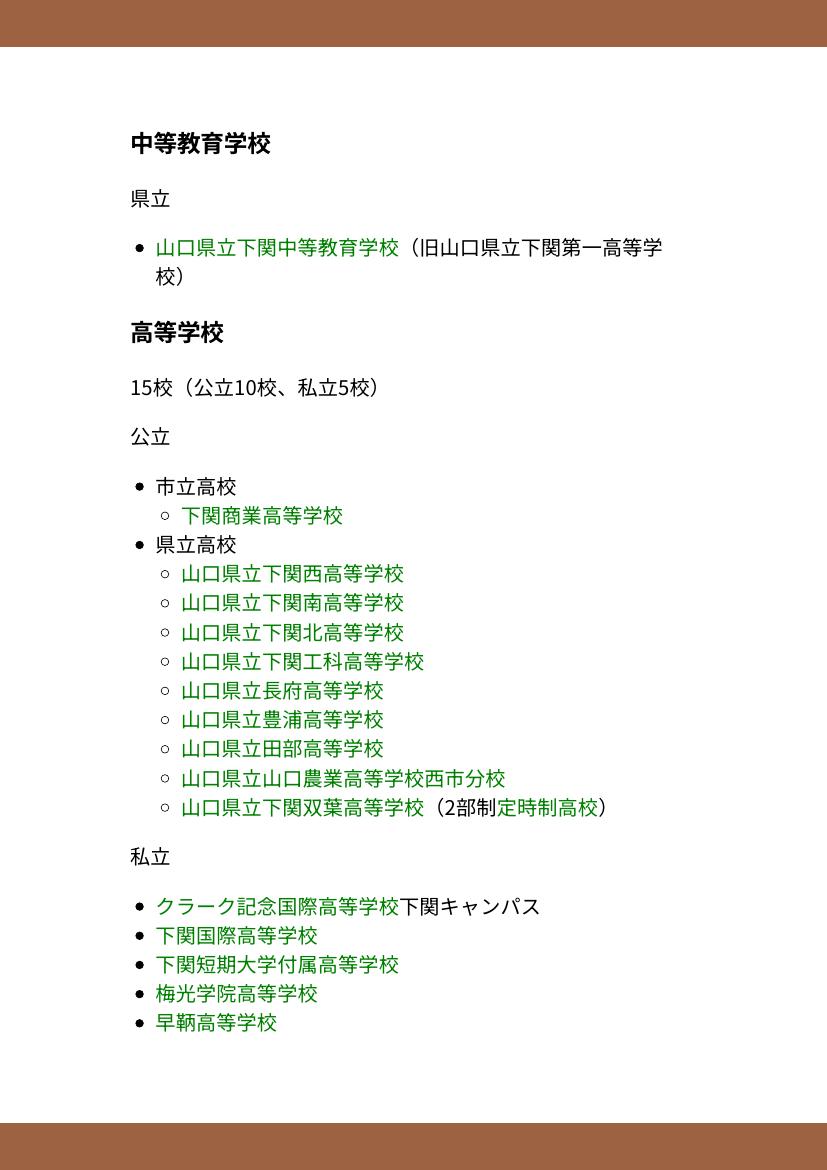 中等教育学校
県立
山口県立下関中等教育学校（旧山口県立下関第一高等学
校）
高等学校
15校（公立10校、私立5校）
公立
市立高校
下関商業高等学校
県立高校
山口県立下関西高等学校
山口県立下関南高等学校
山口県立下関北高等学校
山口県立下関工科高等学校
山口県立長府高等学校
山口県立豊浦高等学校
山口県立田部高等学校
山口県立山口農業高等学校西市分校
山口県立下関双葉高等学校（2部制定時制高校）
私立
クラーク記念国際高等学校下関キャンパス
下関国際高等学校
下関短期大学付属高等学校
梅光学院高等学校
早鞆高等学校